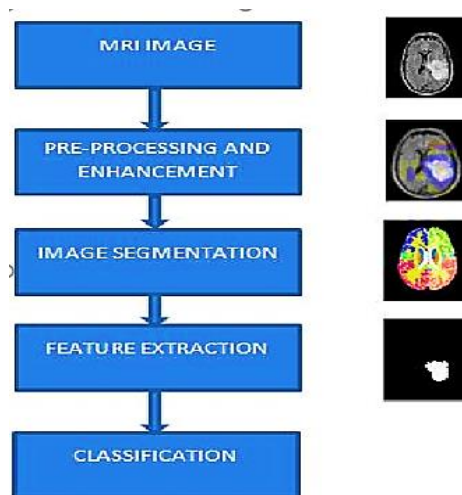 MRI IMAGE
PRE-PROCESSING AND
ENHANCEMENT
IMAGE SEGMENTATION
FEATURE EXTRACTION
CLASSIFICATION